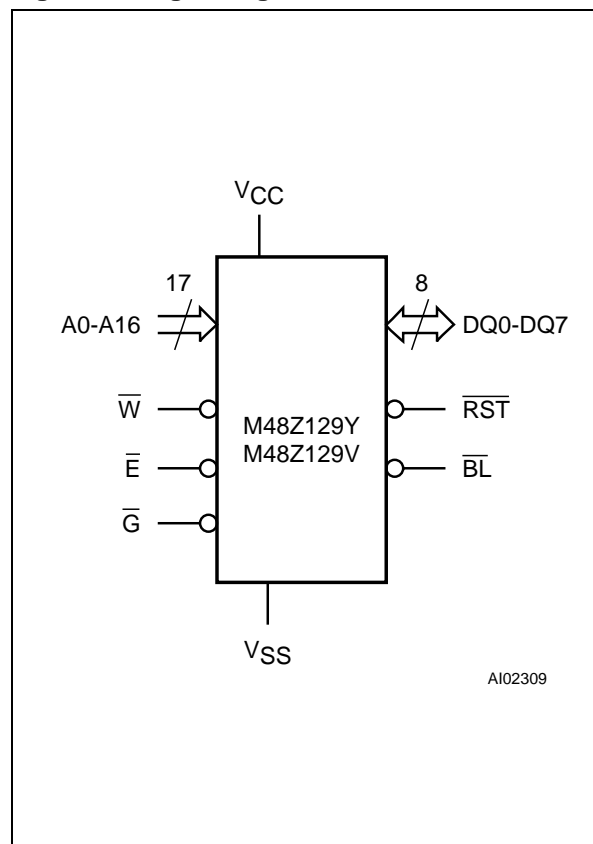 VCC
17
8
A0-A16
DQ0-DQ7
W
RST
M48Z129Y
M48Z129V
E
BL
G
VSS
AI02309